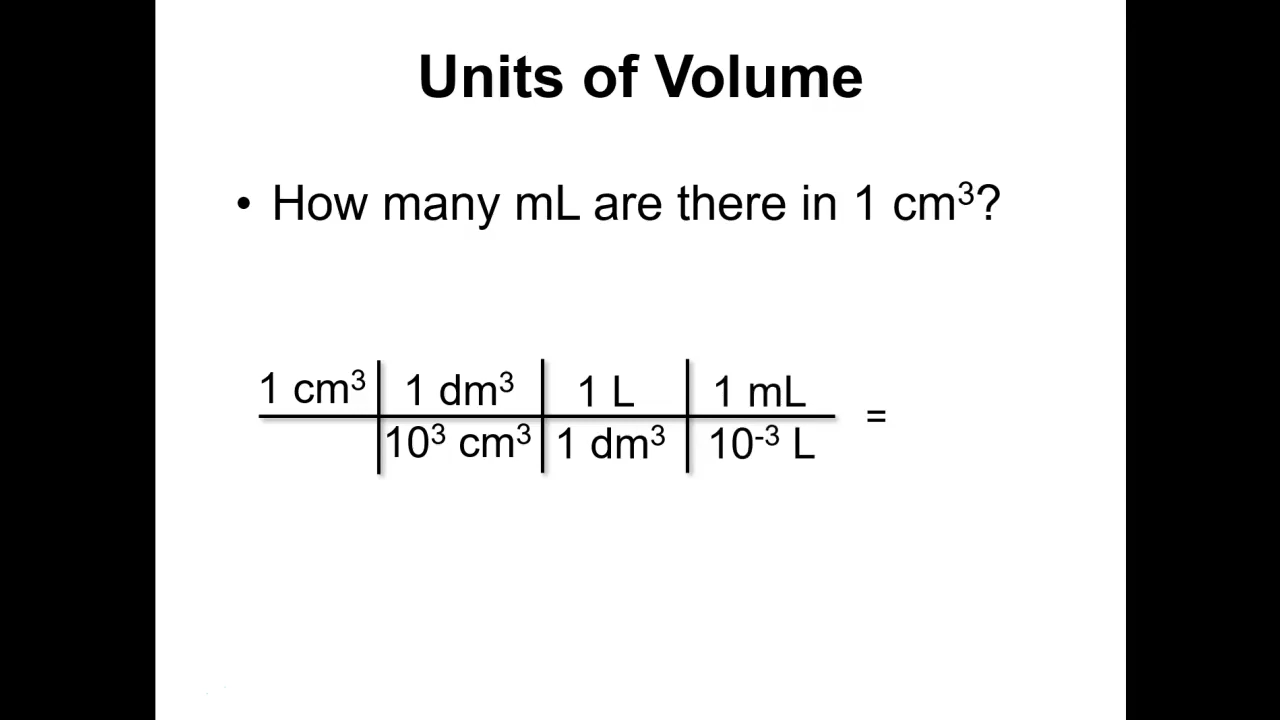 Units of Volume
• How many mL are there in 1 cm³?
1 cm³ 1 dm³ 1 L 1 mL
=
10³ cm³ 1 dm³ 10⁻³ L